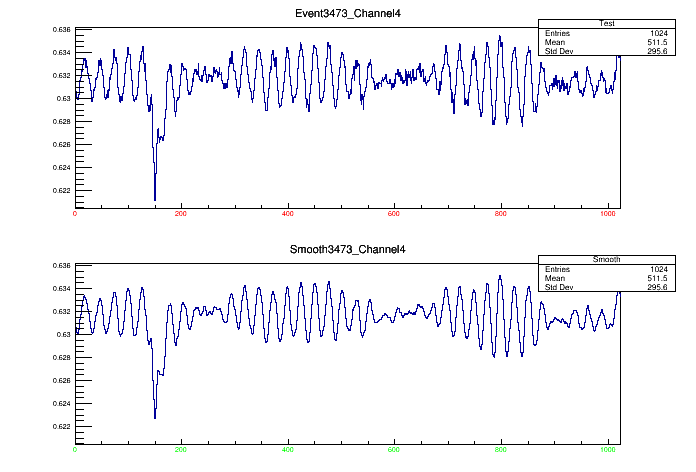 Event3473_Channel4
Test
Entries 1024
Mean 511.5
Std Dev 295.6
0.636
0.634
0.632
0.63
0.628
0.626
0.624
0.622
0 200 400 600 800 1000
Smooth3473_Channel4
Smooth
Entries 1024
Mean 511.5
Std Dev 295.6
0.636
0.634
0.632
0.63
0.628
0.626
0.624
0.622
0 200 400 600 800 1000